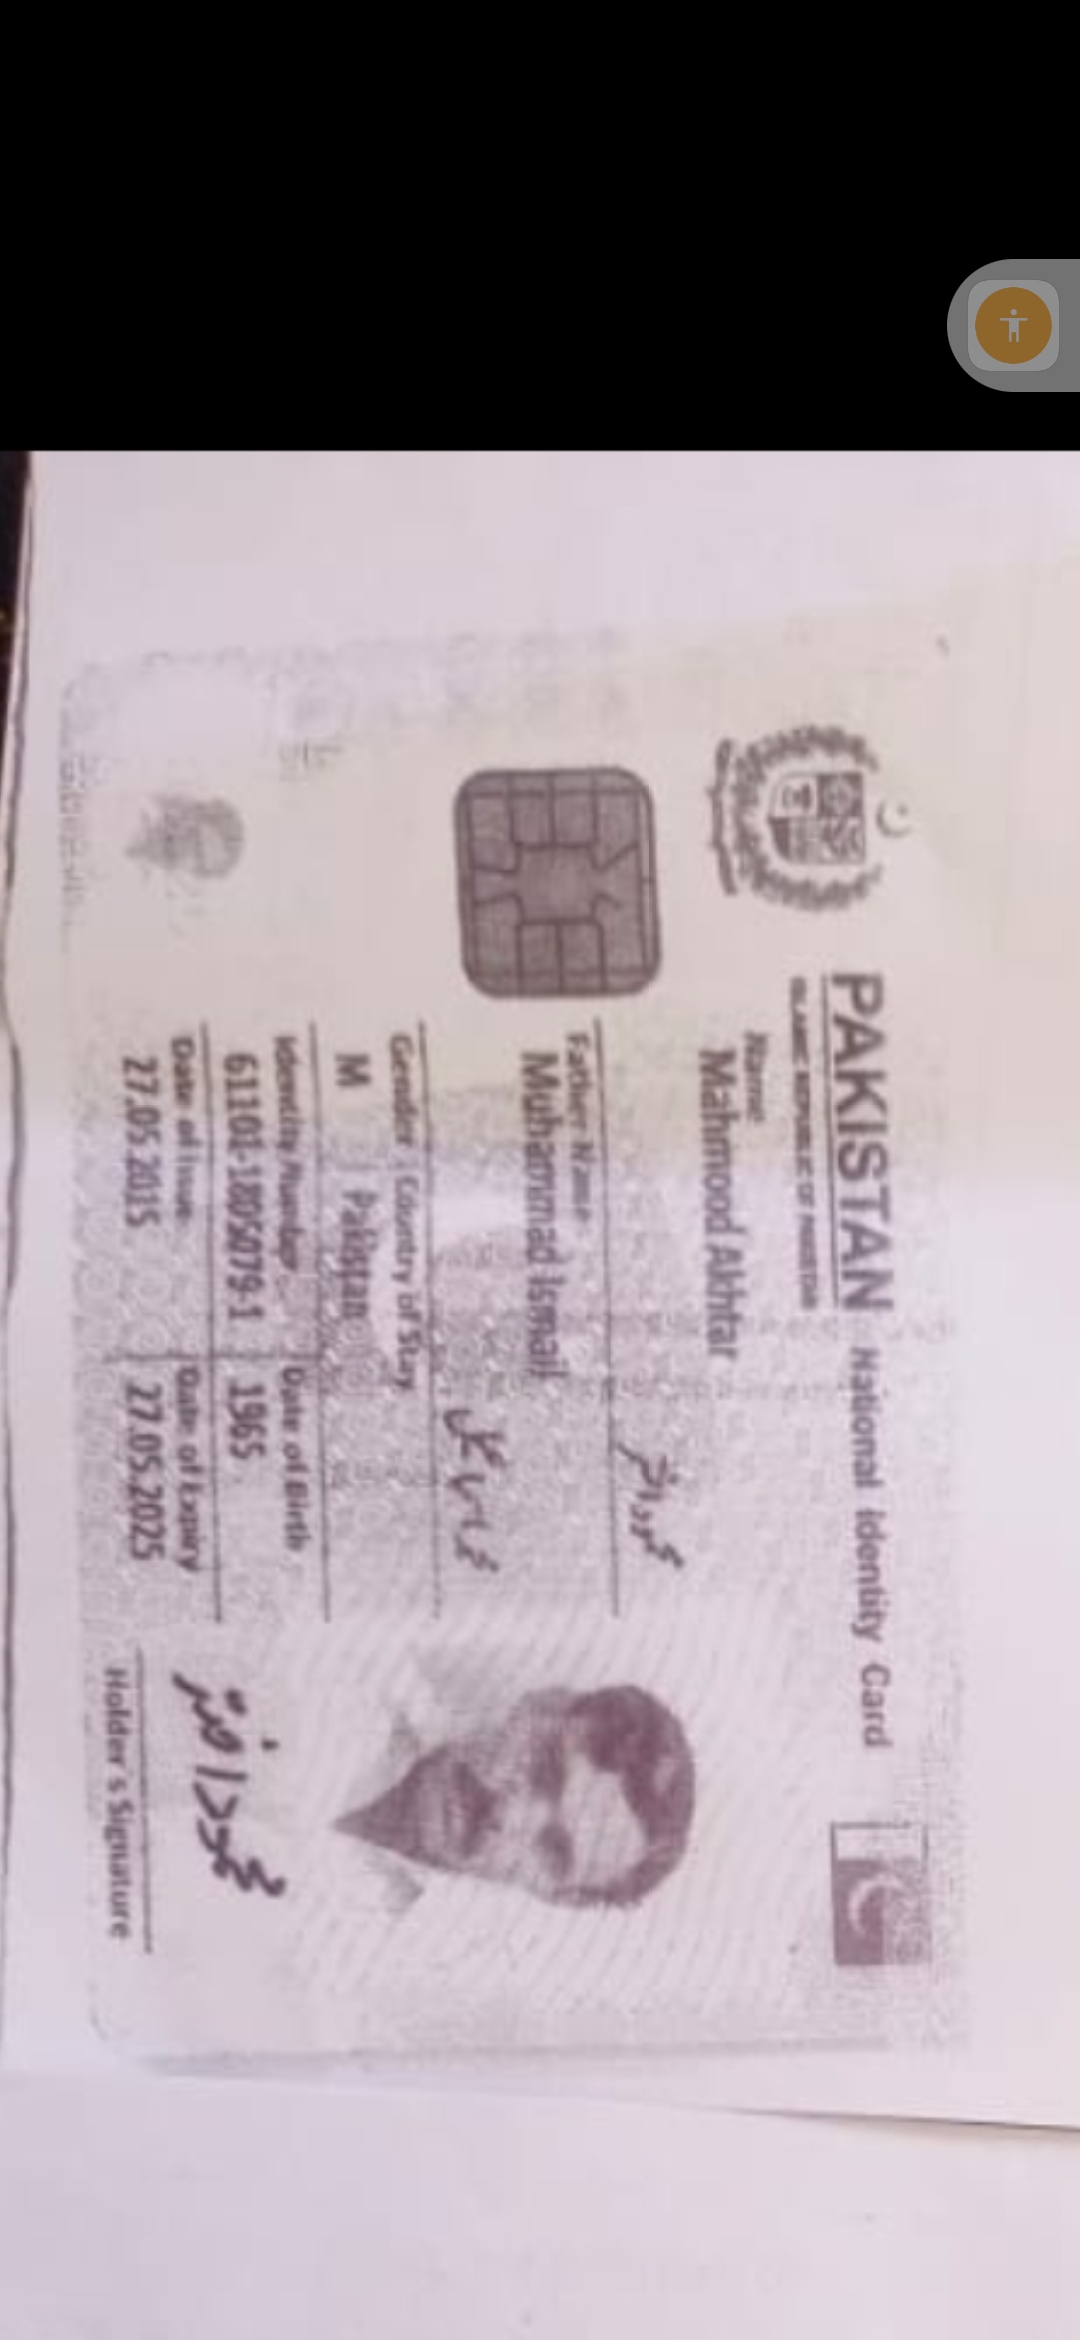 PAKISTAN National Identity Card
ISLAMIC REPUBLIC OF PAKISTAN
Name
Mahmood Akhtar
محمود اختر
Father Name
Muhammad Ismail
محمد اسماعیل
Gender Country of Stay
M Pakistan
Identity Number Date of Birth
61101-1805079-1 1965
Date of Issue Date of Expiry
27.05.2015 27.05.2025
Holder's Signature